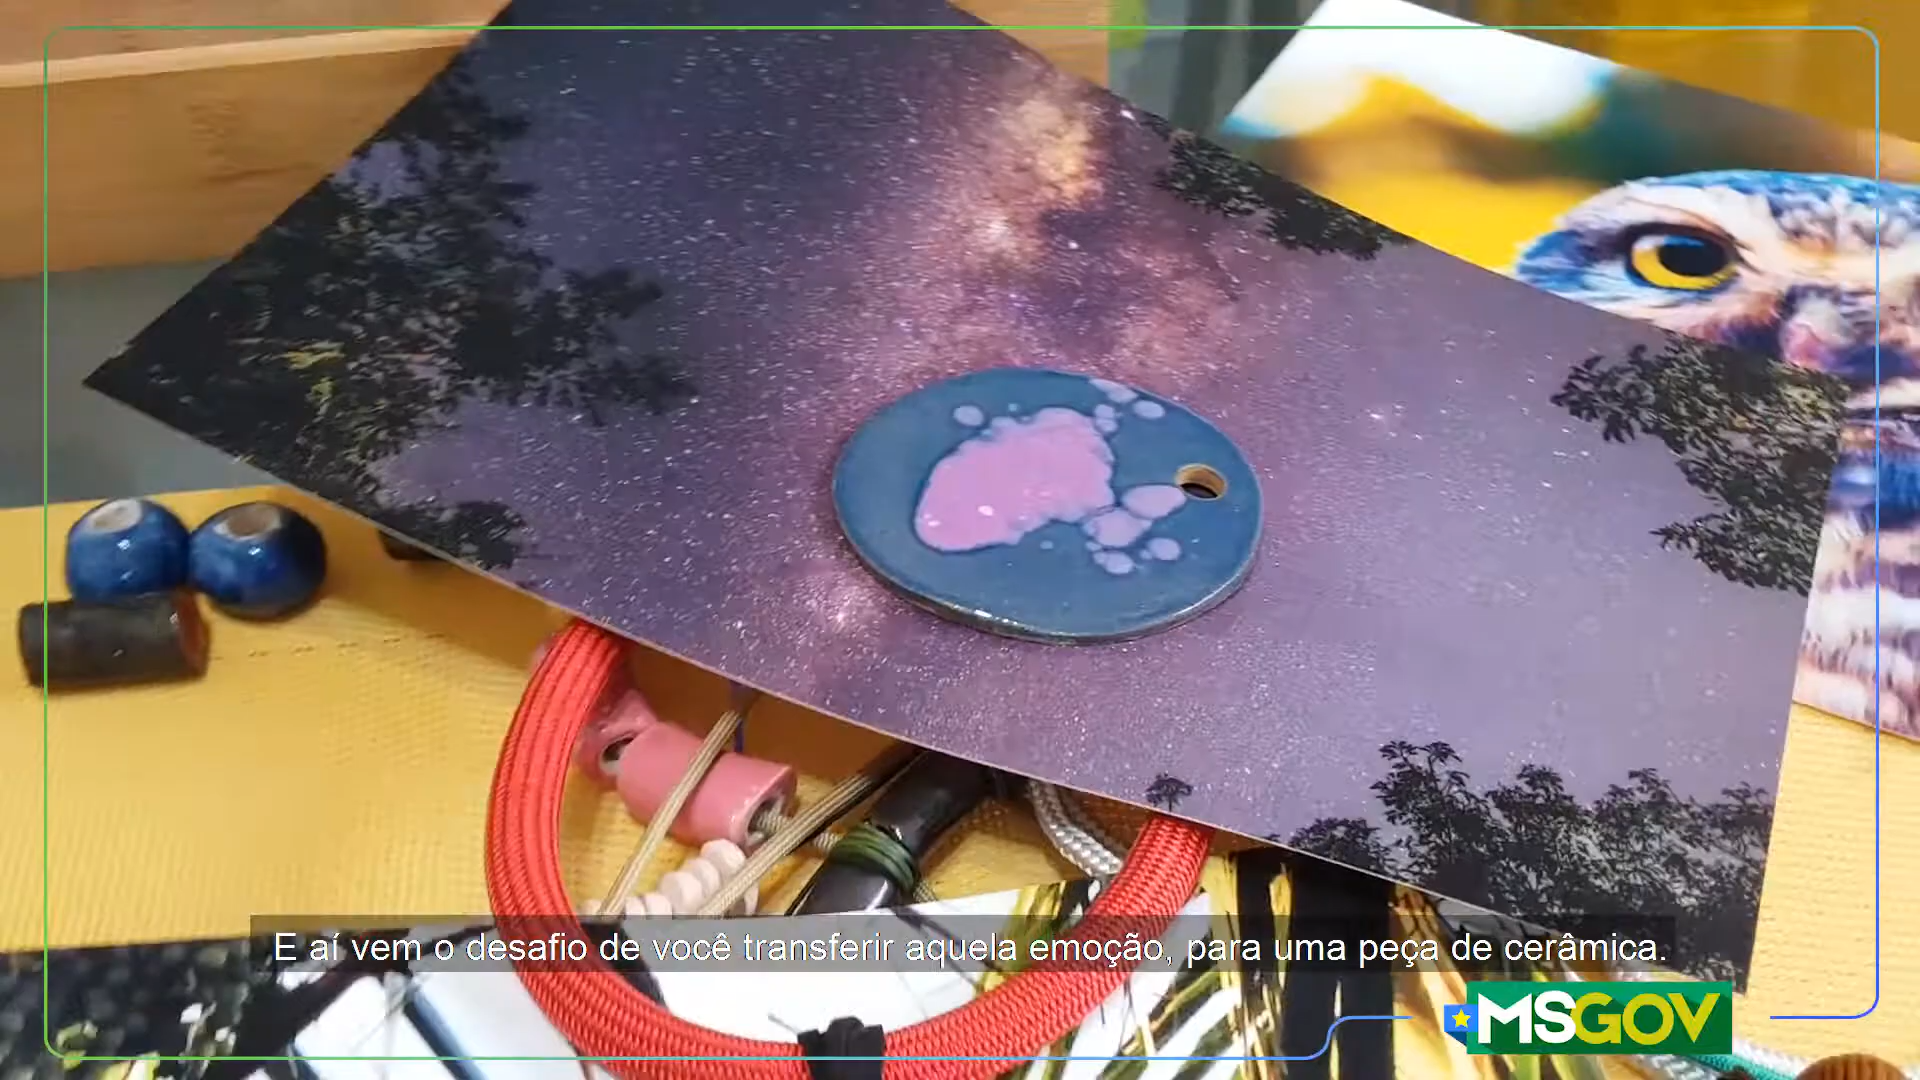 E aí vem o desafio de você transferir aquela emoção, para uma peça de cerâmica.
MSGOV